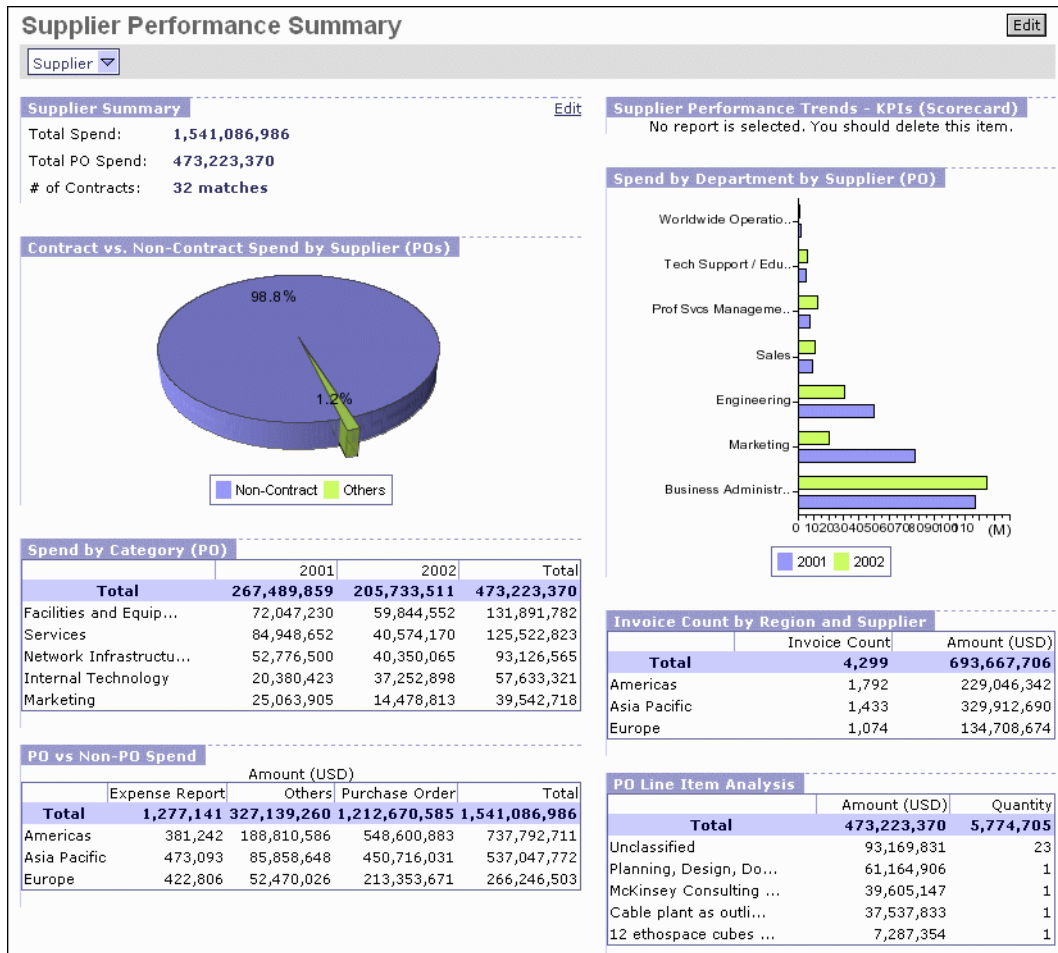 Supplier Performance Summary
Edit
Supplier
Supplier Summary
Edit
Total Spend: 1,541,086,986
Total PO Spend: 473,223,370
# of Contracts: 32 matches
Contract vs. Non-Contract Spend by Supplier (POs)
98.8%
1.2%
Non-Contract Others
Spend by Category (PO)
2001 2002 Total
Total 267,489,859 205,733,511 473,223,370
Facilities and Equip... 72,047,230 59,844,552 131,891,782
Services 84,948,652 40,574,170 125,522,823
Network Infrastructu... 52,776,500 40,350,065 93,126,565
Internal Technology 20,380,423 37,252,898 57,633,321
Marketing 25,063,905 14,478,813 39,542,718
PO vs Non-PO Spend
Amount (USD)
Expense Report Others Purchase Order Total
Total 1,277,141 327,139,260 1,212,670,585 1,541,086,986
Americas 381,242 188,810,586 548,600,883 737,792,711
Asia Pacific 473,093 85,858,648 450,716,031 537,047,772
Europe 422,806 52,470,026 213,353,671 266,246,503
Supplier Performance Trends - KPIs (Scorecard)
No report is selected. You should delete this item.
Spend by Department by Supplier (PO)
Worldwide Operatio..
Tech Support / Edu..
Prof Svcs Manageme..
Sales
Engineering
Marketing
Business Administr..
0 10 20 30 40 50 60 70 80 90 100 110 (M)
2001 2002
Invoice Count by Region and Supplier
Invoice Count Amount (USD)
Total 4,299 693,667,706
Americas 1,792 229,046,342
Asia Pacific 1,433 329,912,690
Europe 1,074 134,708,674
PO Line Item Analysis
Amount (USD) Quantity
Total 473,223,370 5,774,705
Unclassified 93,169,831 23
Planning, Design, Do... 61,164,906 1
McKinsey Consulting ... 39,605,147 1
Cable plant as outli... 37,537,833 1
12 ethospace cubes ... 7,287,354 1